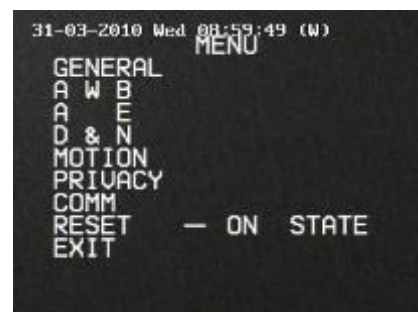 31-03-2010 Wed 08:59:49 (W)
MENU
GENERAL
A W B
A E
D & N
MOTION
PRIVACY
COMM
RESET — ON STATE
EXIT